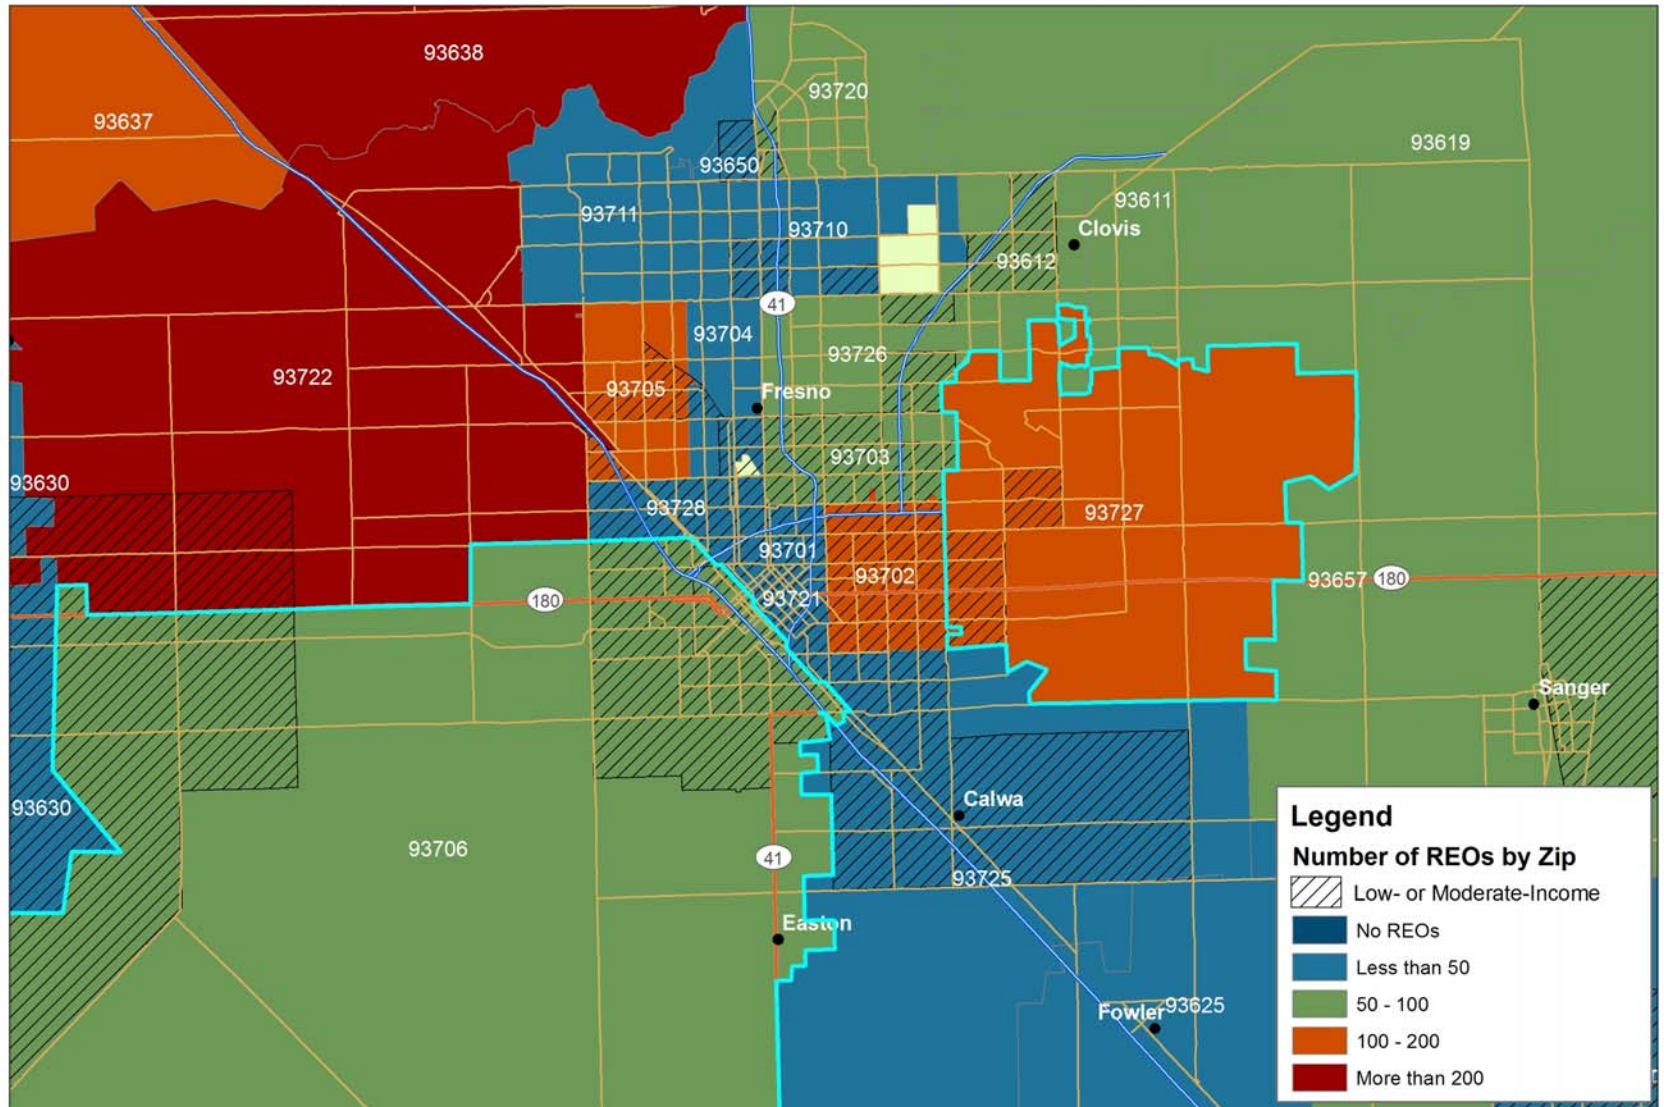 93638
93720
93637
93619
93650
93611
93711
93710
Clovis
93612
41
93704
93726
93722
93705
Fresno
93703
93630
93728
93727
93701
93702
93657
180
180
93721
Sanger
93630
Calwa
93706
41
93725
Easton
Fowler
93625
Legend
Number of REOs by Zip
Low- or Moderate-Income
No REOs
Less than 50
50 - 100
100 - 200
More than 200